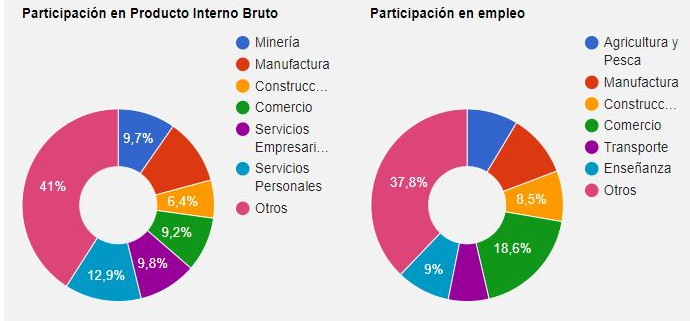 Participación en Producto Interno Bruto
Minería
Manufactura
Construcc...
Comercio
Servicios
Empresari...
Servicios
Personales
Otros
9,7%
6,4%
9,2%
9,8%
12,9%
41%
Participación en empleo
Agricultura y
Pesca
Manufactura
Construcc...
Comercio
Transporte
Enseñanza
Otros
8,5%
18,6%
9%
37,8%